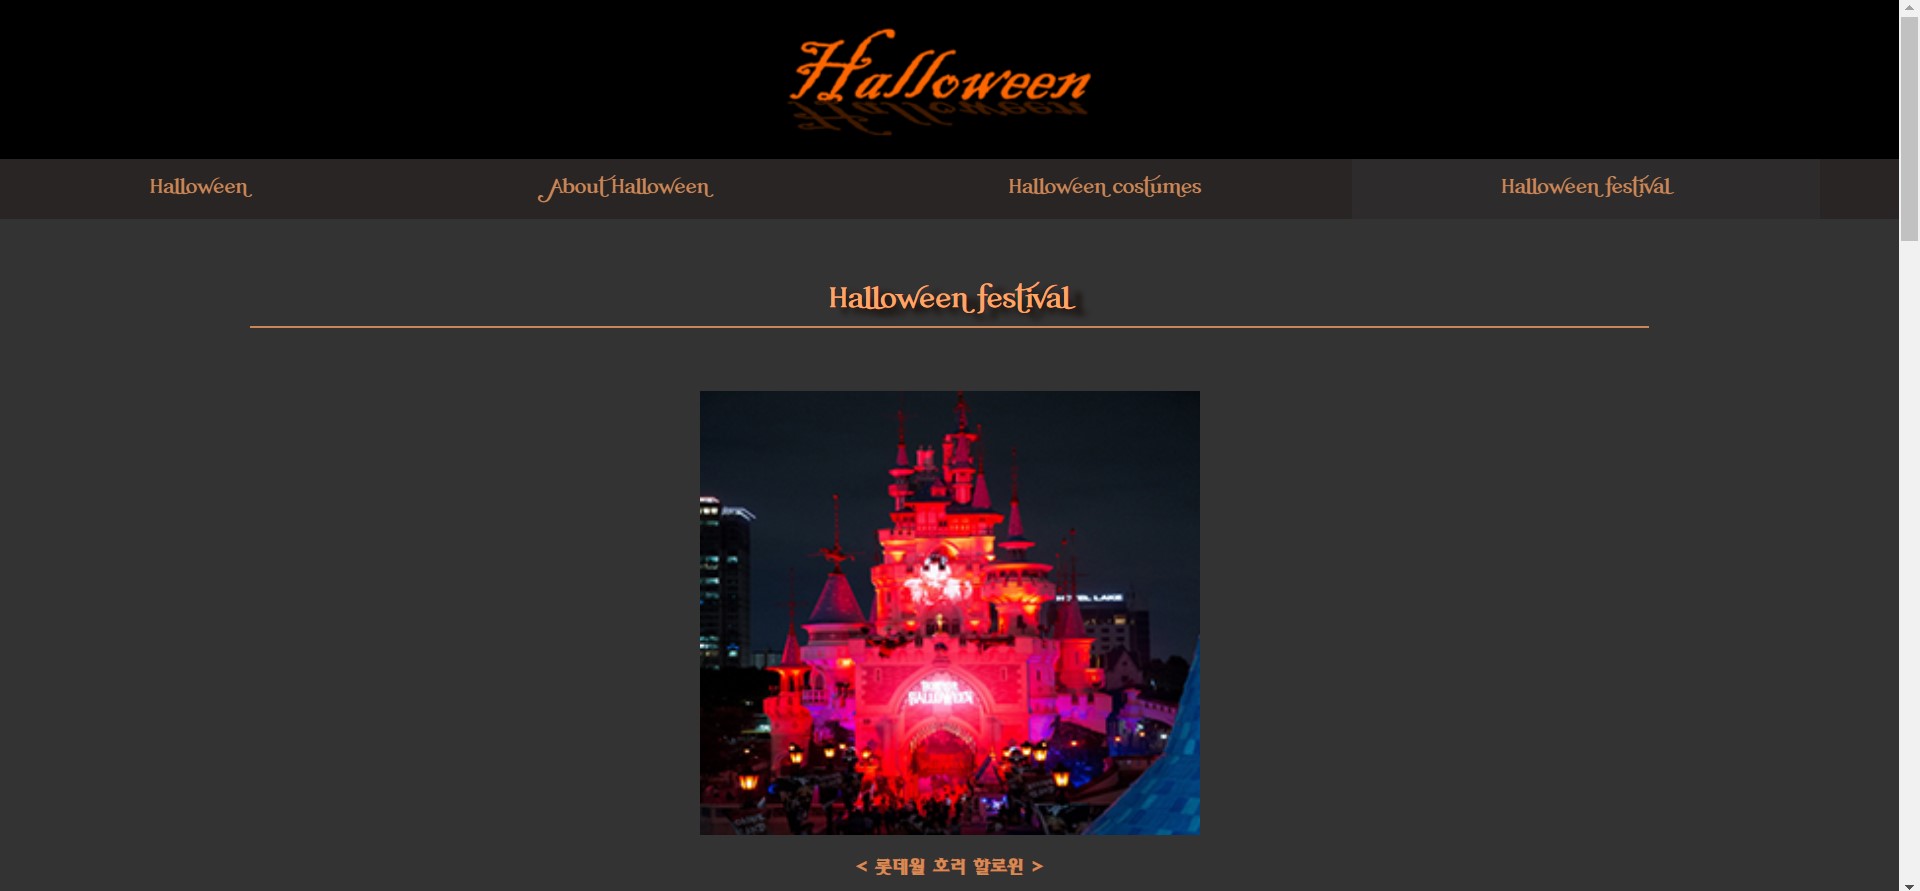 Halloween
Halloween
About Halloween
Halloween costumes
Halloween festival
Halloween festival
HOTEL LAKE
HALLOWEEN
< 롯데월 호러 할로윈 >